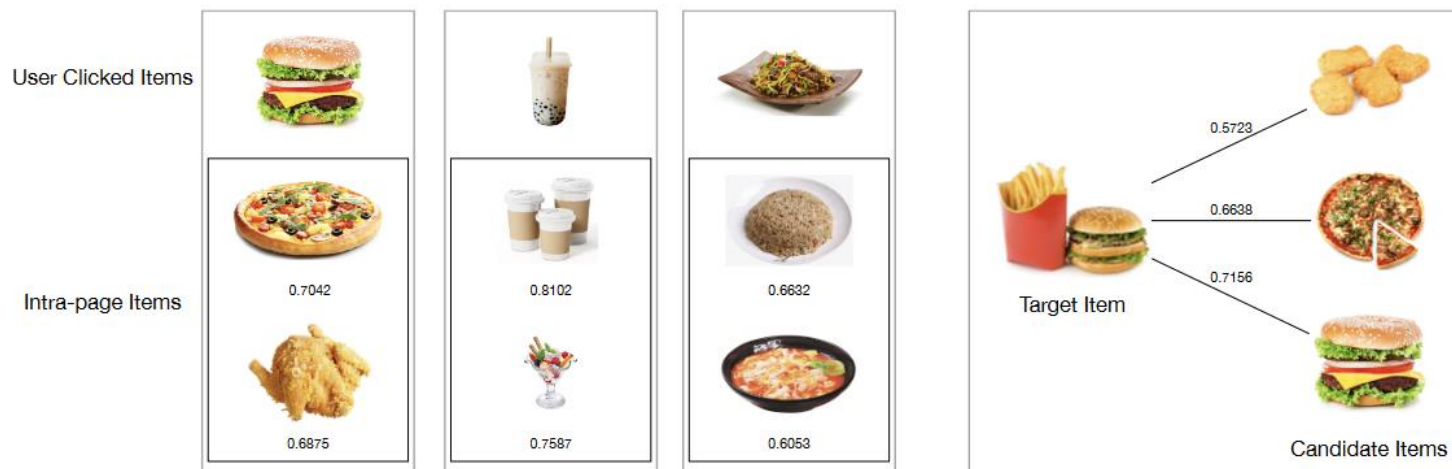 User Clicked Items
Intra-page Items
0.7042
0.8102
0.6632
0.6875
0.7587
0.6053
0.5723
0.6638
0.7156
Target Item
Candidate Items